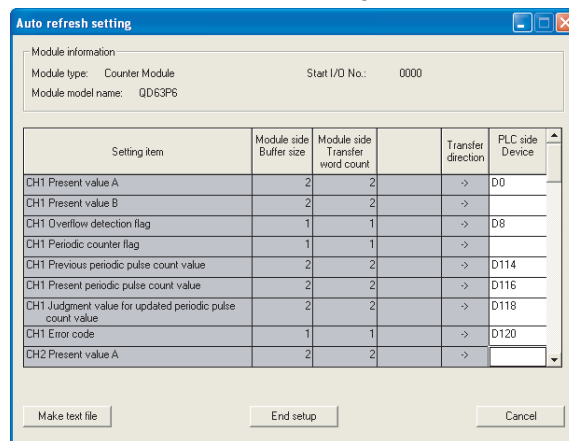 Auto refresh setting
Module information
Module type: Counter Module Start I/O No.: 0000
Module model name: QD63P6
Setting item Module side Buffer size Module side Transfer word count Transfer direction PLC side Device
CH1 Present value A 2 2 -> D0
CH1 Present value B 2 2 ->
CH1 Overflow detection flag 1 1 -> D8
CH1 Periodic counter flag 1 1 ->
CH1 Previous periodic pulse count value 2 2 -> D114
CH1 Present periodic pulse count value 2 2 -> D116
CH1 Judgment value for updated periodic pulse 2 2 -> D118
count value
CH1 Error code 1 1 -> D120
CH2 Present value A 2 2 ->
Make text file End setup Cancel